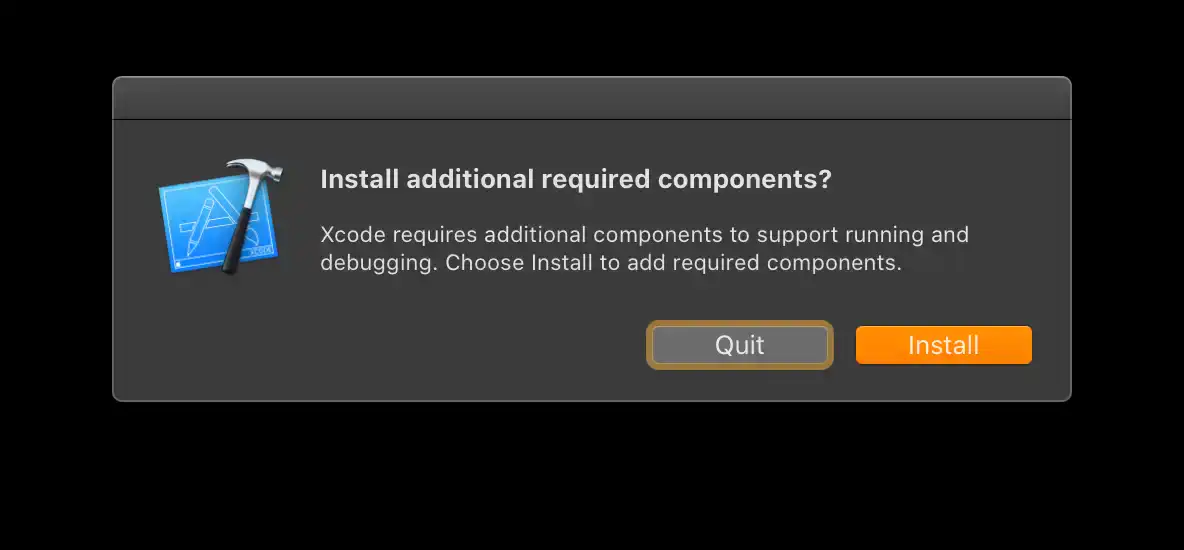 Install additional required components?
Xcode requires additional components to support running and
debugging. Choose Install to add required components.
XCODE
Quit
Install